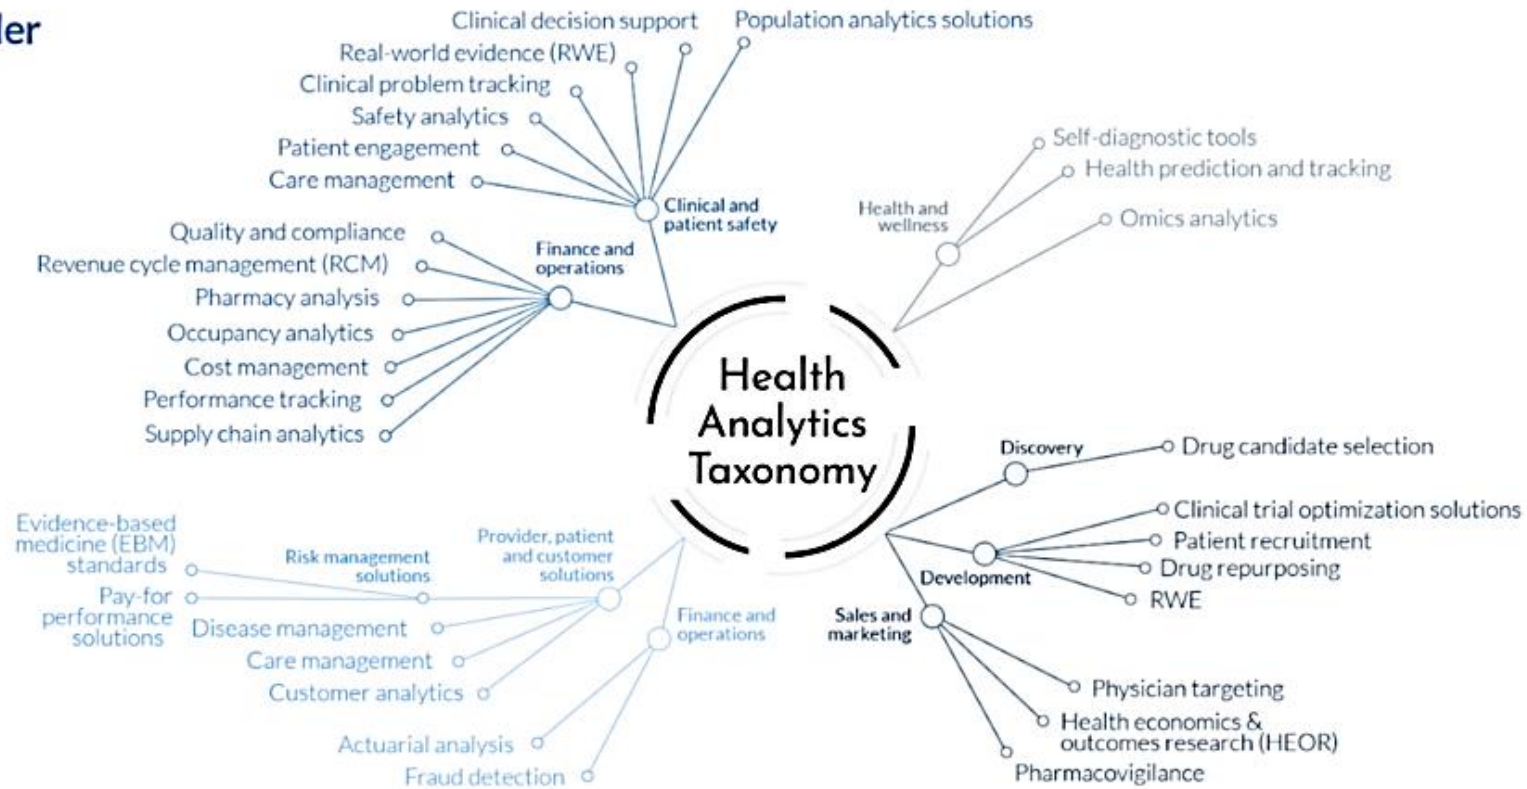 Clinical decision support
Population analytics solutions
Real-world evidence (RWE)
Clinical problem tracking
Safety analytics
Patient engagement
Care management
Clinical and
patient safety
Quality and compliance
Revenue cycle management (RCM)
Pharmacy analysis
Occupancy analytics
Cost management
Performance tracking
Supply chain analytics
Finance and
operations
Self-diagnostic tools
Health prediction and tracking
Omics analytics
Health and
wellness
Health
Analytics
Taxonomy
Discovery
Drug candidate selection
Development
Clinical trial optimization solutions
Patient recruitment
Drug repurposing
RWE
Sales and
marketing
Physician targeting
Health economics &
outcomes research (HEOR)
Pharmacovigilance
Provider, patient
and customer
solutions
Risk management
solutions
Evidence-based
medicine (EBM)
standards
Pay-for
performance
solutions
Disease management
Care management
Customer analytics
Finance and
operations
Actuarial analysis
Fraud detection